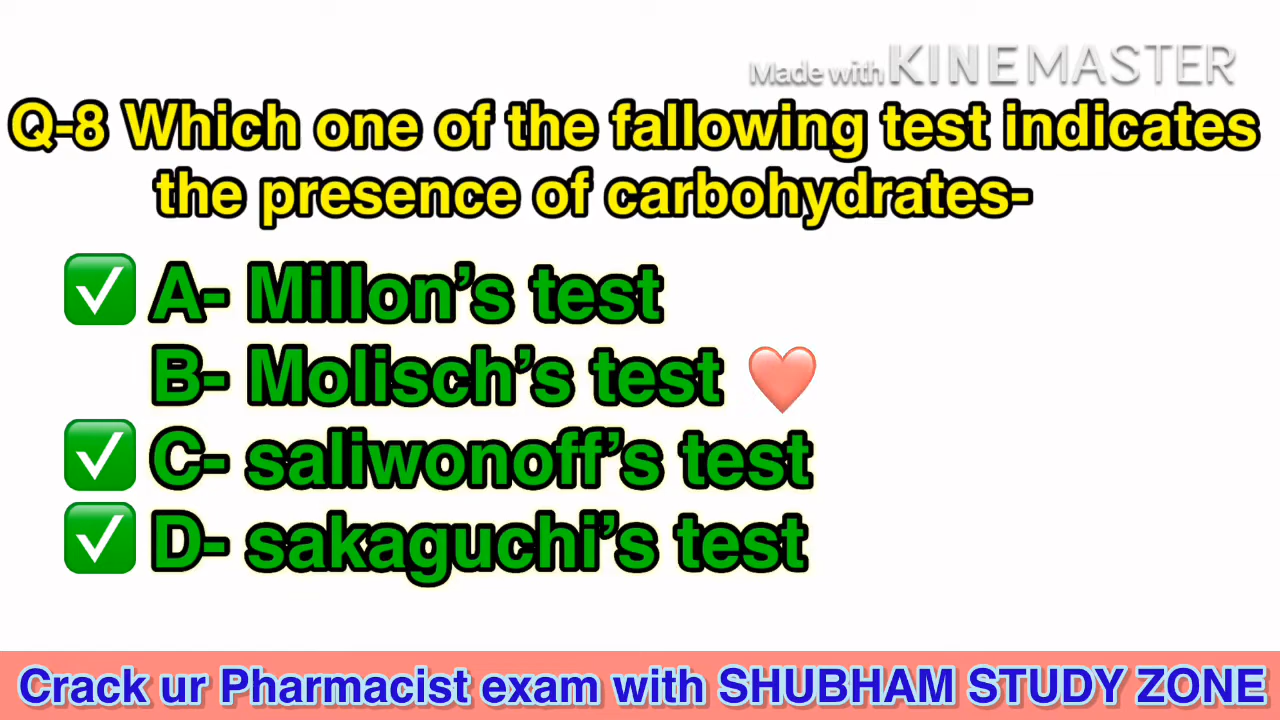 Made with KINEMASTER
Q-8 Which one of the fallowing test indicates
the presence of carbohydrates-
A- Millon’s test
B- Molisch’s test
C- saliwonoff’s test
D- sakaguchi’s test
Crack ur Pharmacist exam with SHUBHAM STUDY ZONE